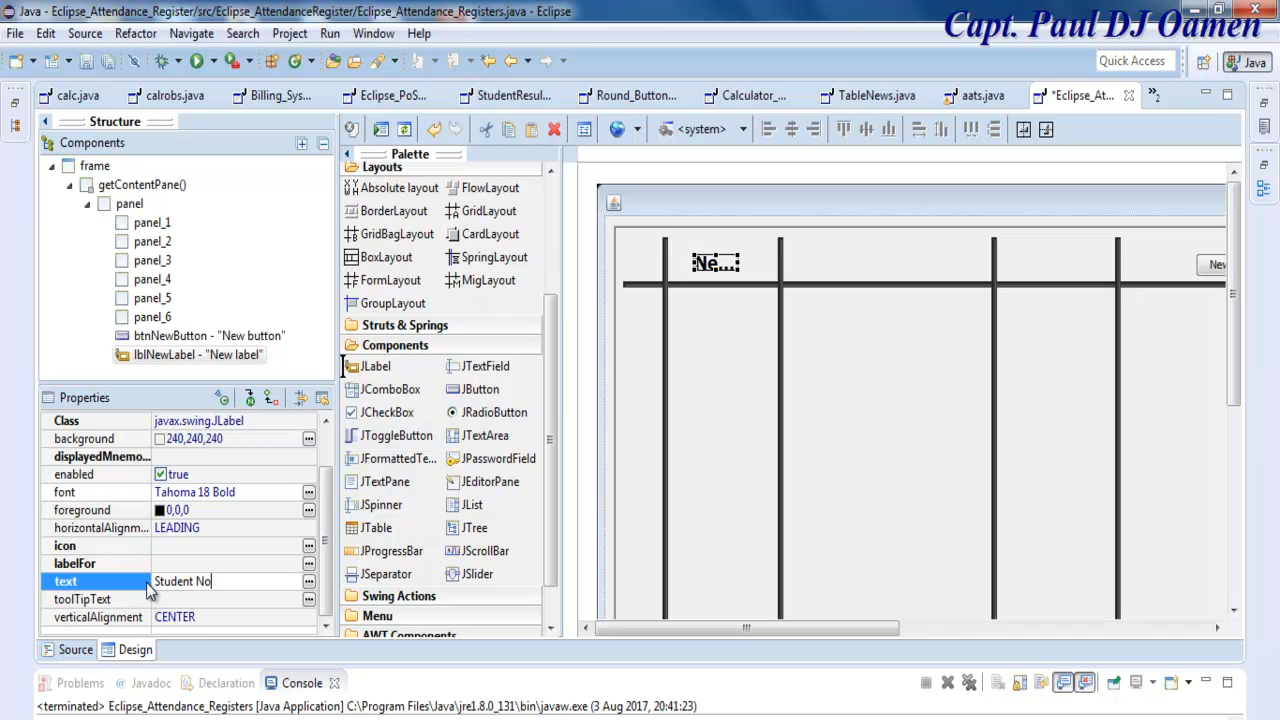 Java - Eclipse_Attendance_Register/src/Eclipse_AttendanceRegister/Eclipse_Attendance_Registers.java - Eclipse
Capt. Paul DJ Oamen
File Edit Source Refactor Navigate Search Project Run Window Help
Quick Access
Java
calc.java calrobs.java Billing_Sys... Eclipse_PoS... StudentResul... Round_Button... Calculator_... TableNews.java aats.java *Eclipse_At... »2
Structure
Components
frame
getContentPane()
panel
panel_1
panel_2
panel_3
panel_4
panel_5
panel_6
btnNewButton - "New button"
lblNewLabel - "New label"
Properties
Class javax.swing.JLabel
background 240,240,240
displayedMnemo...
enabled true
font Tahoma 18 Bold
foreground 0,0,0
horizontalAlignm... LEADING
icon
labelFor
text Student No
toolTipText
verticalAlignment CENTER
Source Design
<system>
Palette
Layouts
Absolute layout FlowLayout
BorderLayout GridLayout
GridBagLayout CardLayout
BoxLayout SpringLayout
FormLayout MigLayout
GroupLayout
Struts & Springs
Components
JLabel JTextField
JComboBox JButton
JCheckBox JRadioButton
JToggleButton JTextArea
JFormattedTe... JPasswordField
JTextPane JEditorPane
JSpinner JList
JTable JTree
JProgressBar JScrollBar
JSeparator JSlider
Swing Actions
Menu
AWT Components
Ne...
New
Problems Javadoc Declaration Console
<terminated> Eclipse_Attendance_Registers [Java Application] C:\Program Files\Java\jre1.8.0_131\bin\javaw.exe (3 Aug 2017, 20:41:23)